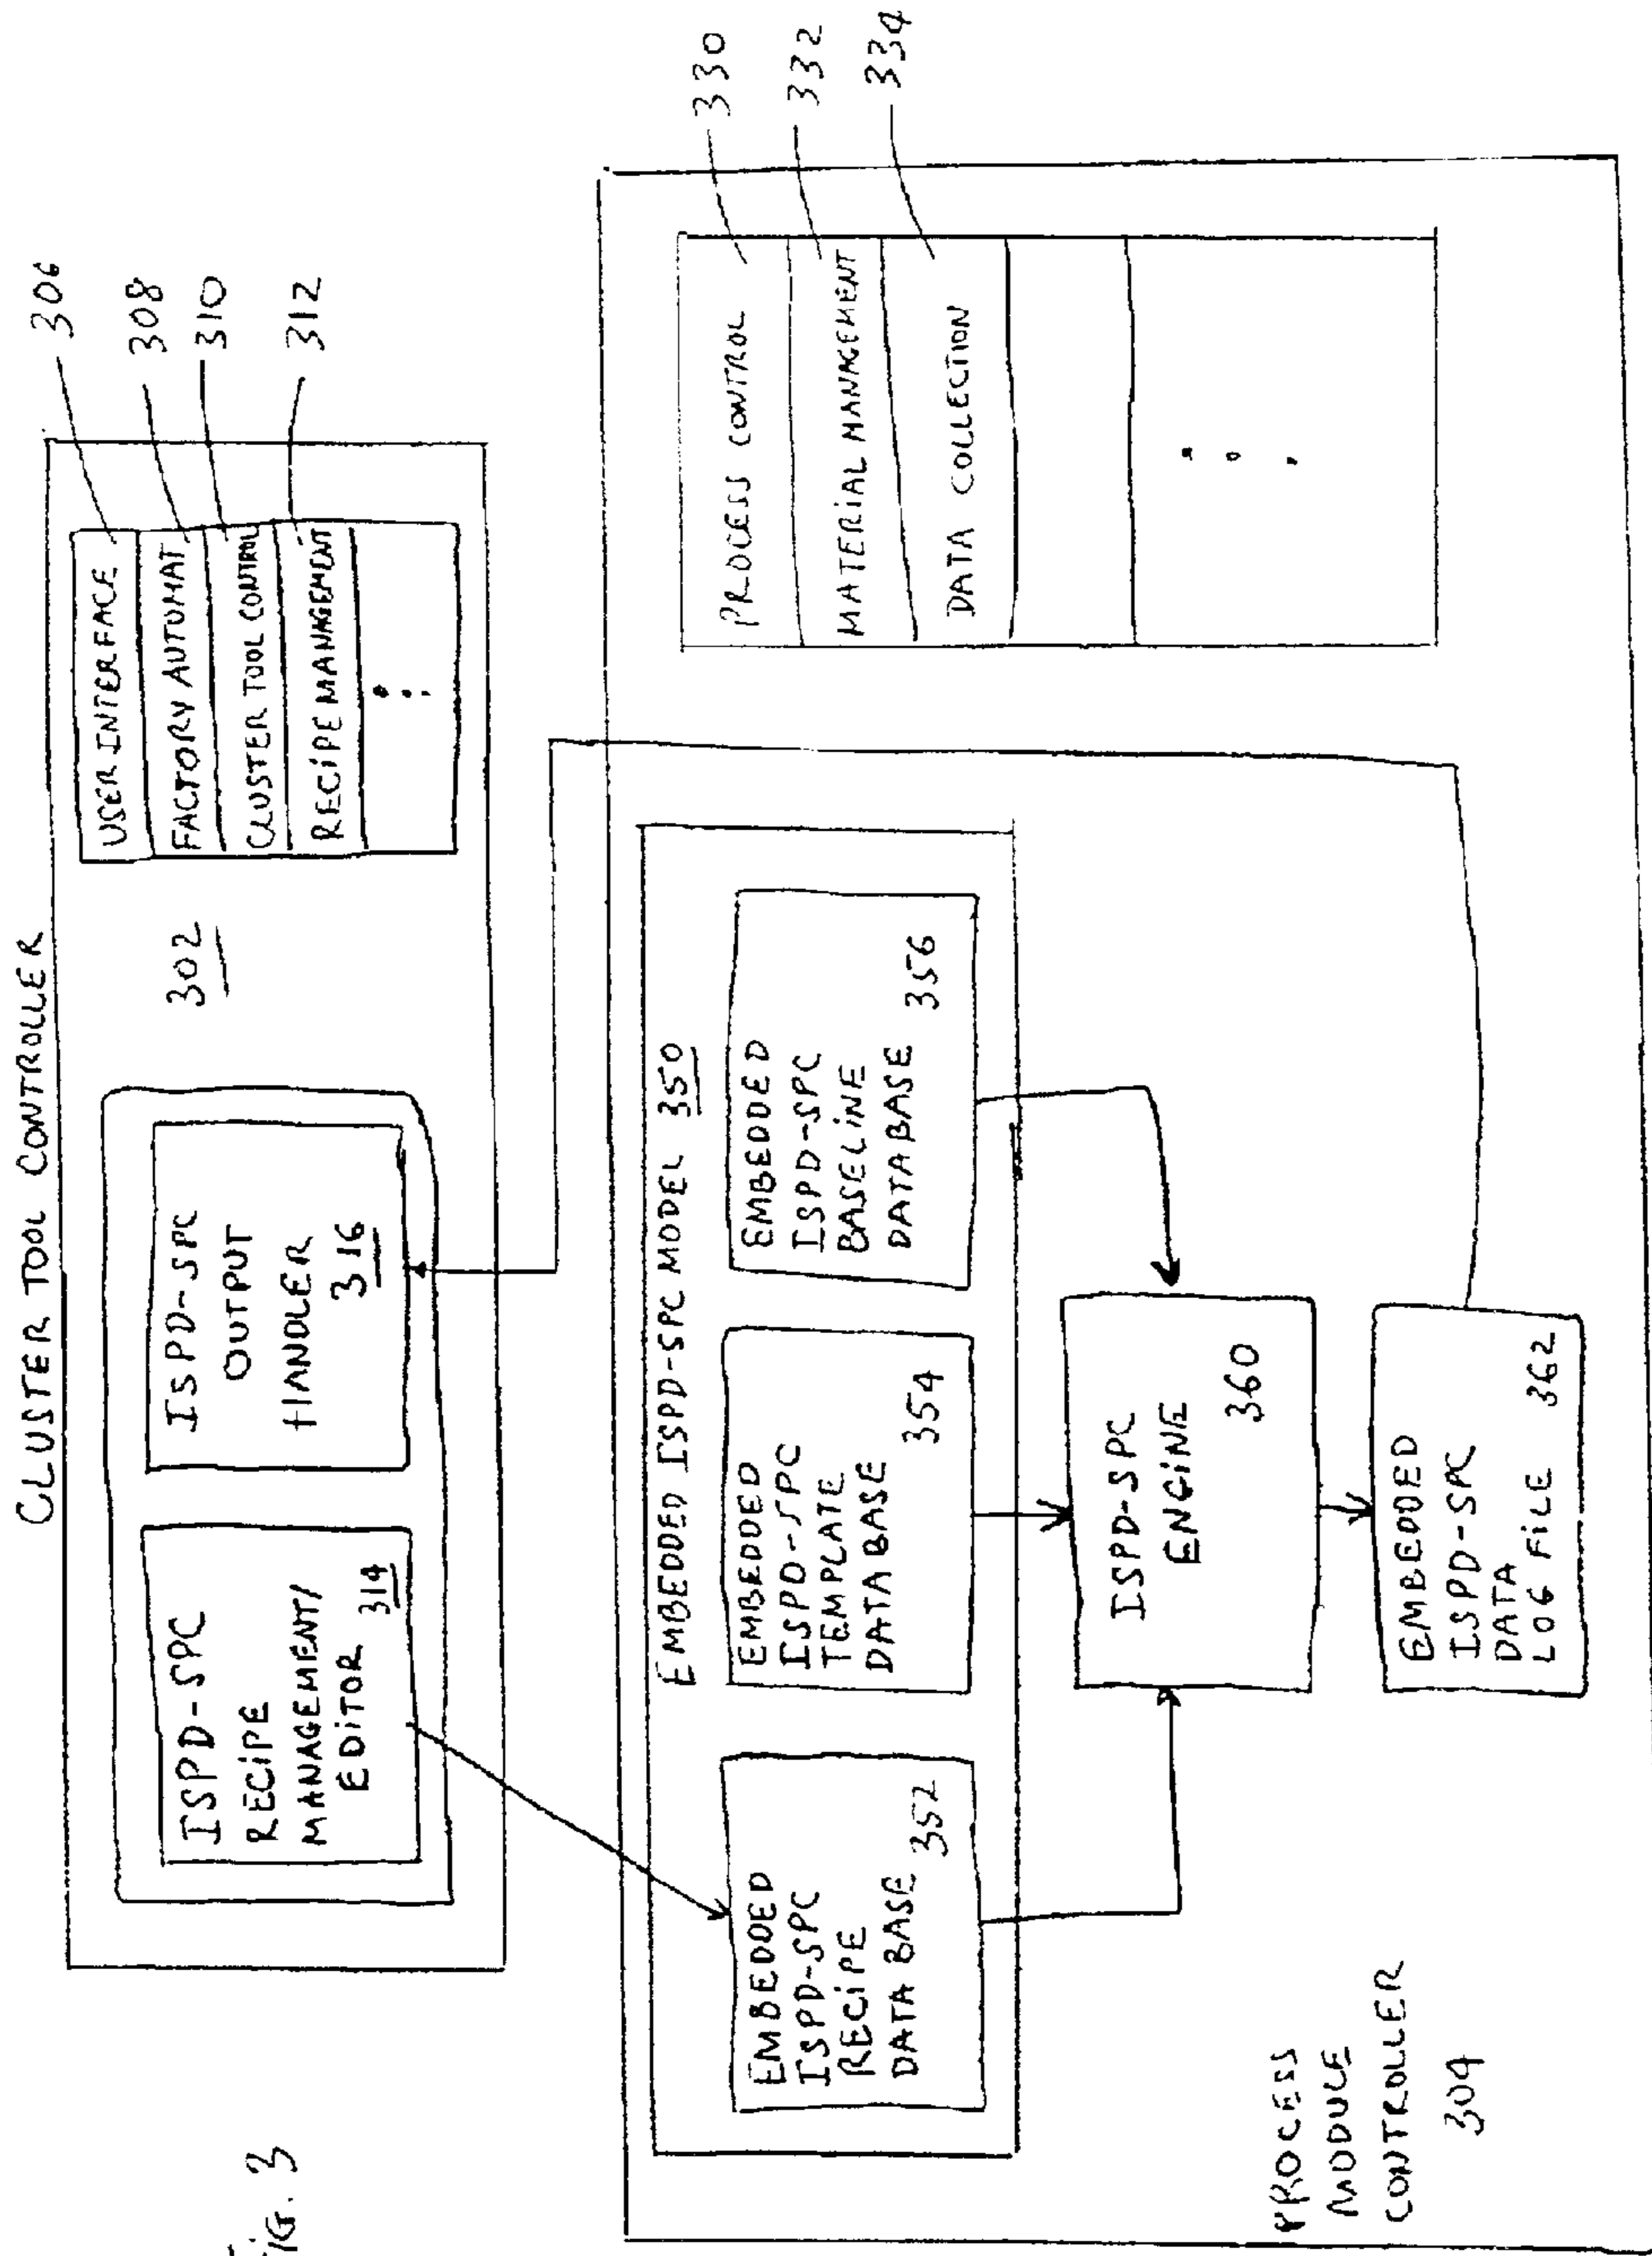 FIG. 3
CLUSTER TOOL CONTROLLER
ISPD-SPC
RECIPE
MANAGEMENT/
EDITOR 314
ISPD-SPC
OUTPUT
HANDLER
316
302
USER INTERFACE
FACTORY AUTOMAT
CLUSTER TOOL CONTROL
RECIPE MANAGEMENT
306
308
310
312
EMBEDDED ISPD-SPC MODEL 350
EMBEDDED
ISPD-SPC
RECIPE
DATA BASE
352
EMBEDDED
ISPD-SPC
TEMPLATE
DATABASE
354
EMBEDDED
ISPD-SPC
BASELINE
DATABASE
356
ISPD-SPC
ENGINE
360
EMBEDDED
ISPD-SPC
DATA
LOG FILE 362
PROCESS CONTROL
MATERIAL MANAGEMENT
DATA COLLECTION
330
332
334
PROCESS
MODULE
CONTROLLER
304